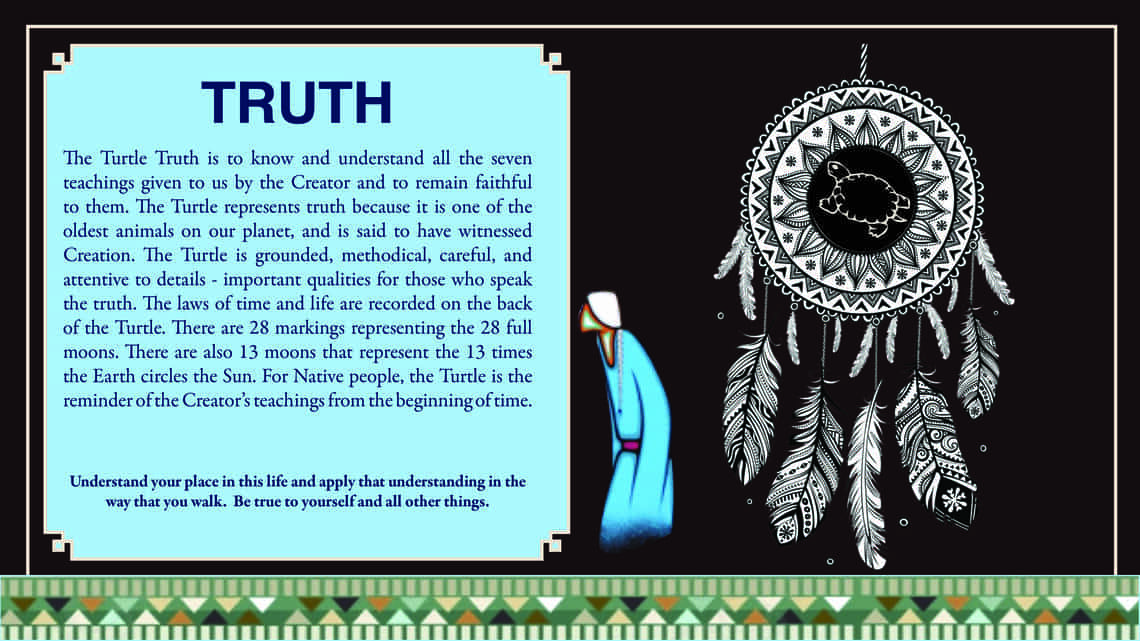 TRUTH
The Turtle Truth is to know and understand all the seven
teachings given to us by the Creator and to remain faithful
to them. The Turtle represents truth because it is one of the
oldest animals on our planet, and is said to have witnessed
Creation. The Turtle is grounded, methodical, careful, and
attentive to details - important qualities for those who speak
the truth. The laws of time and life are recorded on the back
of the Turtle. There are 28 markings representing the 28 full
moons. There are also 13 moons that represent the 13 times
the Earth circles the Sun. For Native people, the Turtle is the
reminder of the Creator’s teachings from the beginning of time.
Understand your place in this life and apply that understanding in the
way that you walk.  Be true to yourself and all other things.